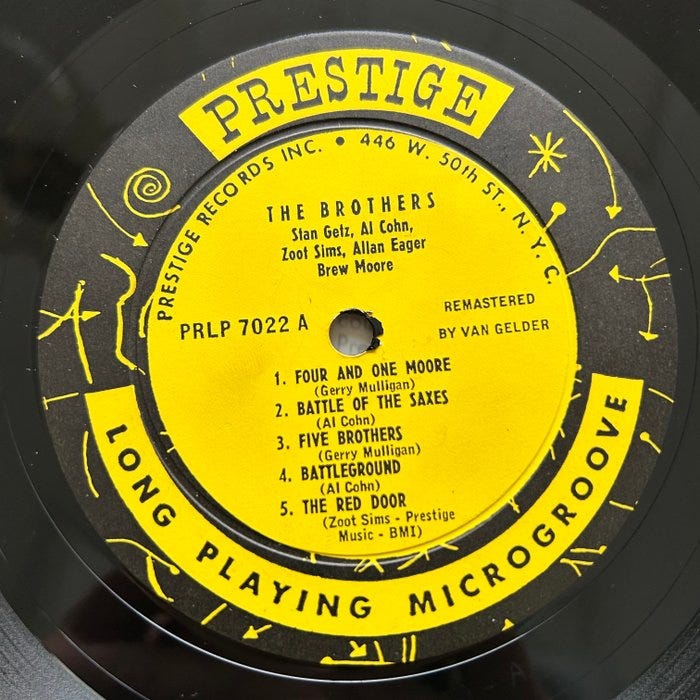 PRESTIGE
PRESTIGE RECORDS INC. • 446 W. 50th ST., N.Y.C.
THE BROTHERS
Stan Getz, Al Cohn,
Zoot Sims, Allan Eager
Brew Moore
PRLP 7022 A
REMASTERED
BY VAN GELDER
1. FOUR AND ONE MOORE
(Gerry Mulligan)
2. BATTLE OF THE SAXES
(Al Cohn)
3. FIVE BROTHERS
(Gerry Mulligan)
4. BATTLEGROUND
(Al Cohn)
5. THE RED DOOR
(Zoot Sims - Prestige
Music - BMI)
LONG PLAYING MICROGROOVE